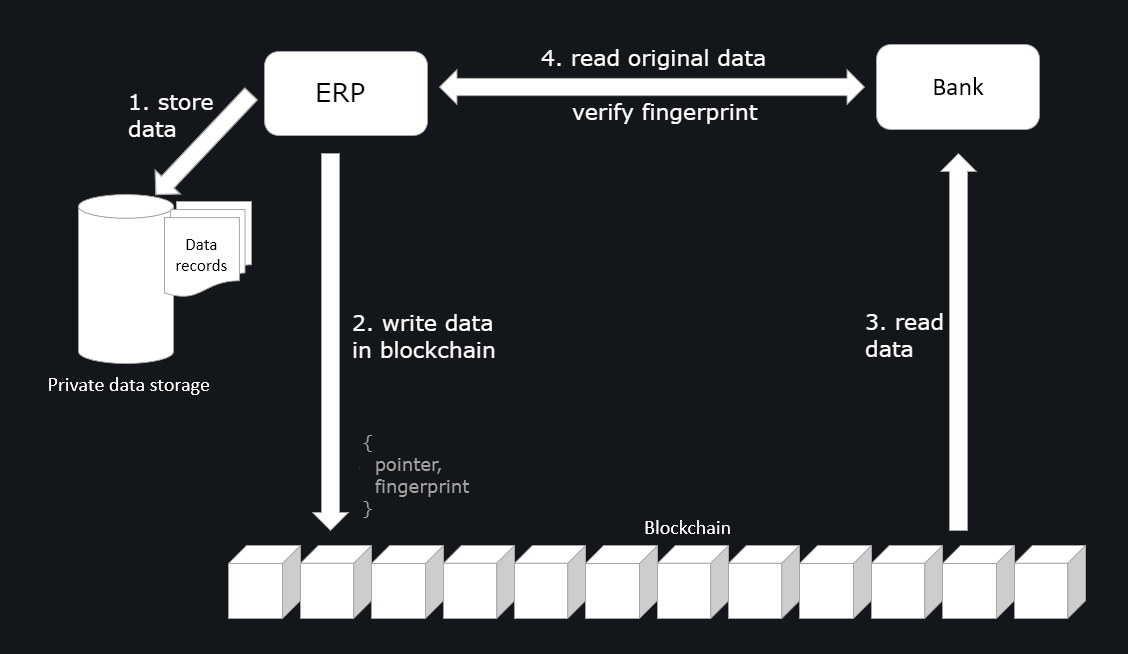 4. read original data
ERP
Bank
1. store
data
verify fingerprint
Data
records
2. write data
in blockchain
3. read
data
Private data storage
{
pointer,
fingerprint
}
Blockchain